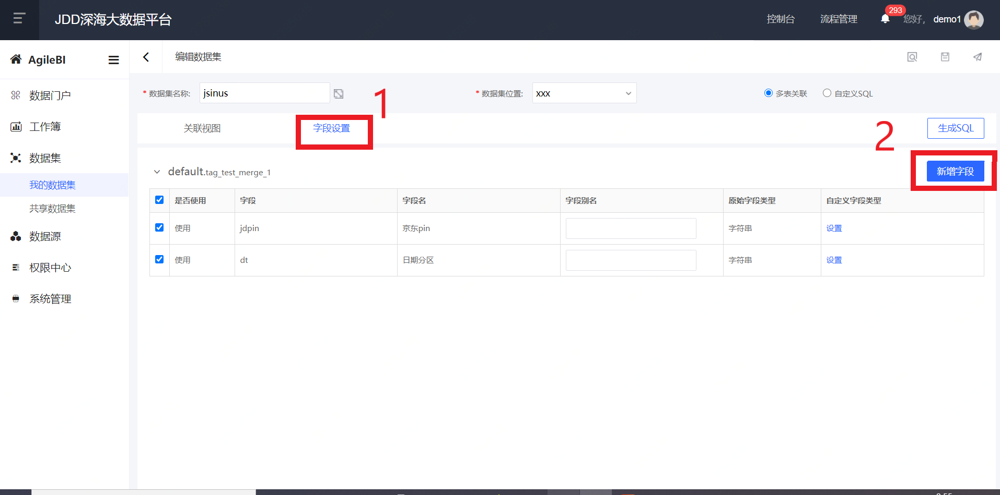 JDD深海大数据平台
控制台 流程管理 293 您好, demo1
AgileBI
编辑数据集
数据门户
工作簿
数据集
我的数据集
共享数据集
数据源
权限中心
系统管理
* 数据集名称: jsinus
* 数据集位置: xxx
多表关联 自定义SQL
1
关联视图 字段设置
2
生成SQL
default.tag_test_merge_1
新增字段
是否使用 字段 字段名 字段别名 原始字段类型 自定义字段类型
使用 jdpin 京东pin 字符串 设置
使用 dt 日期分区 字符串 设置